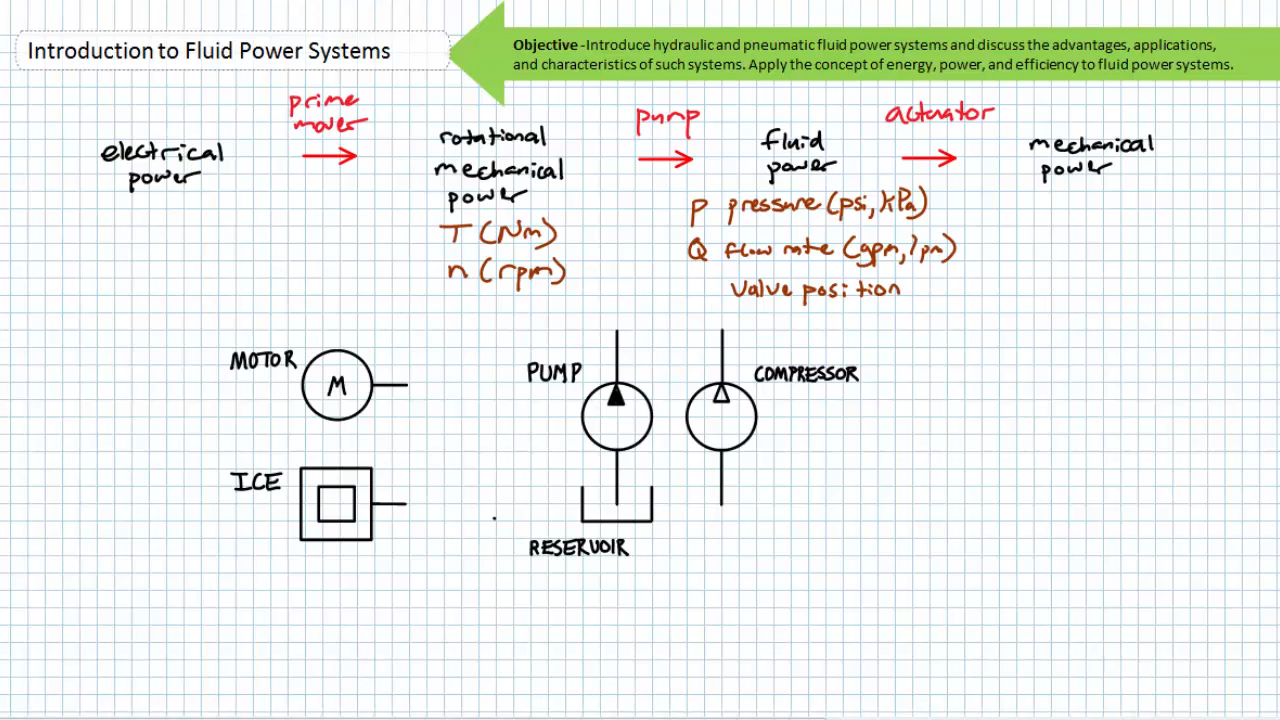 Introduction to Fluid Power Systems
Objective -Introduce hydraulic and pneumatic fluid power systems and discuss the advantages, applications,
and characteristics of such systems. Apply the concept of energy, power, and efficiency to fluid power systems.
prime
mover
electrical
power
rotational
mechanical
power
T (Nm)
n (rpm)
pump
fluid
power
P pressure (psi, kPa)
Q flow rate (gpm, lpm)
valve position
actuator
mechanical
power
MOTOR
M
ICE
PUMP
RESERVOIR
COMPRESSOR